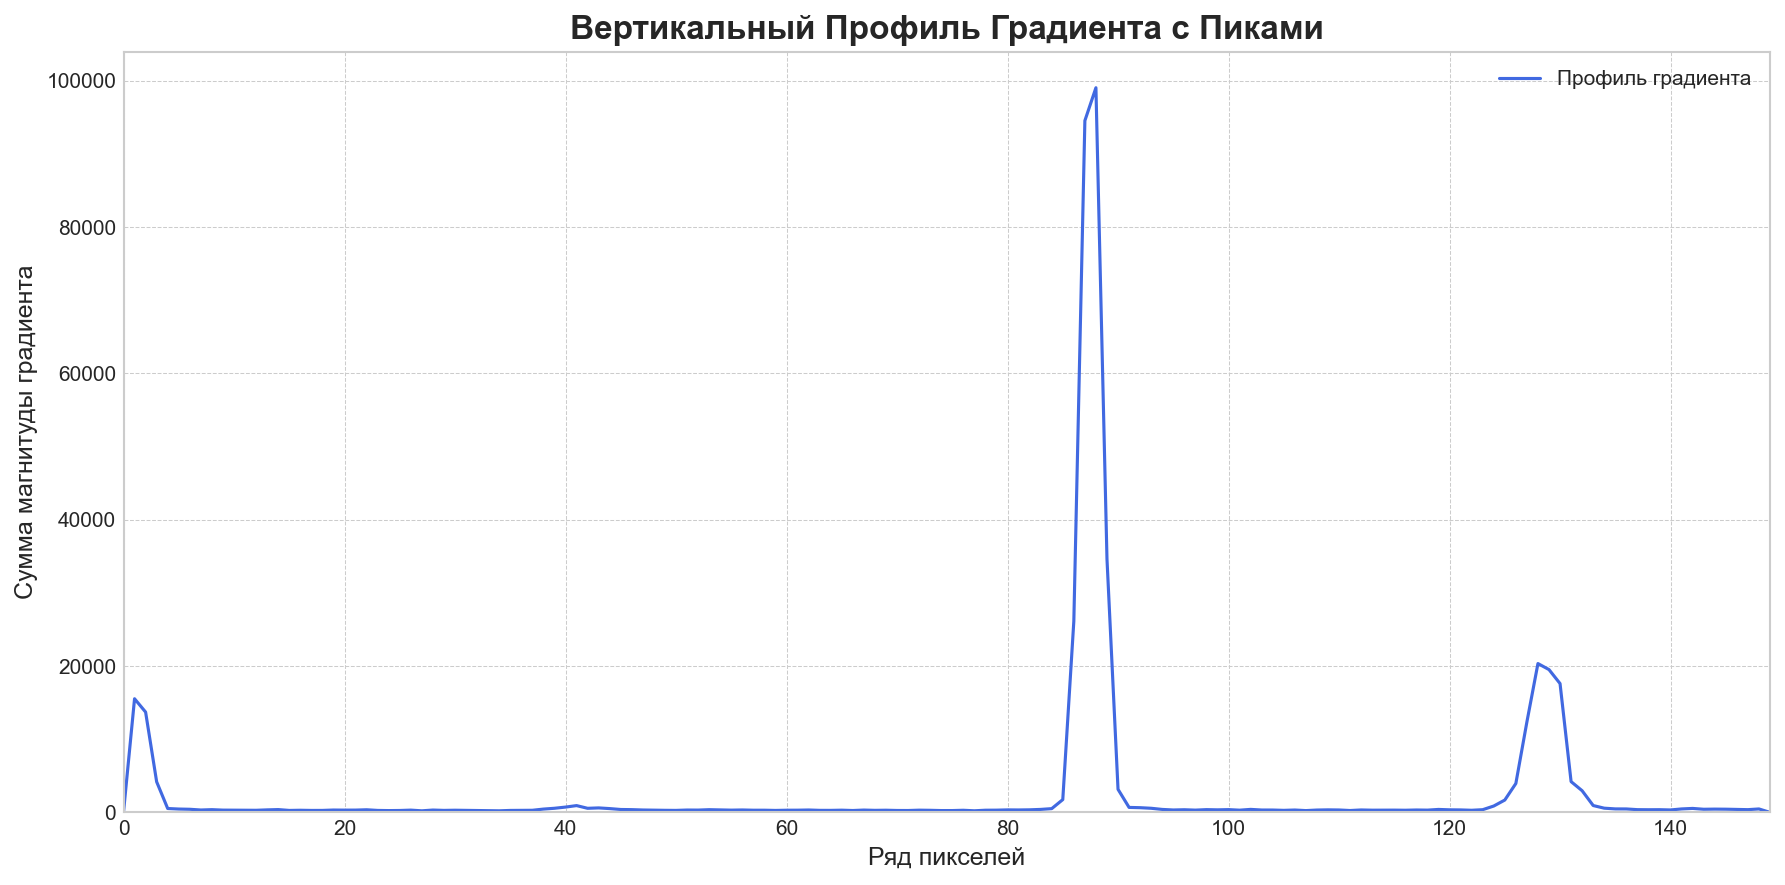 Вертикальный Профиль Градиента с Пиками
Профиль градиента
Сумма магнитуды градиента
100000
80000
60000
40000
20000
0
0 20 40 60 80 100 120 140
Ряд пикселей